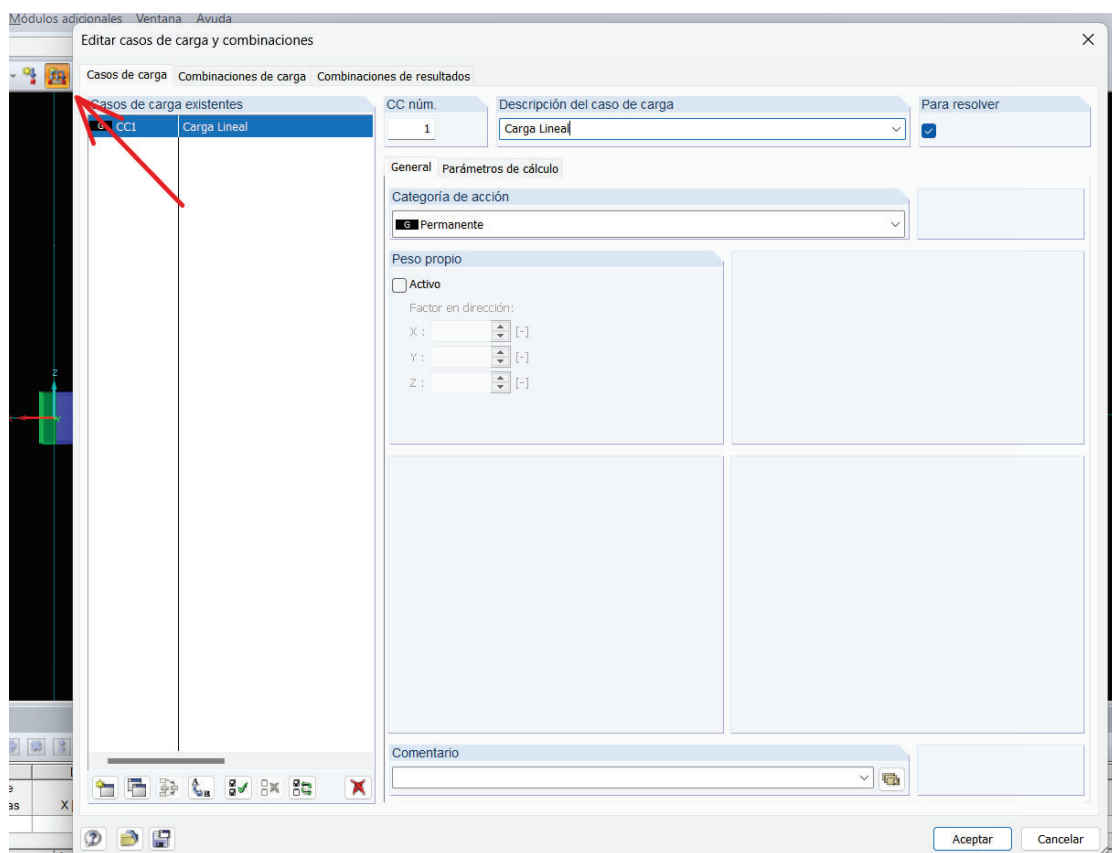 Módulos adicionales Ventana Ayuda
Editar casos de carga y combinaciones
Casos de carga Combinaciones de carga Combinaciones de resultados
Casos de carga existentes
G CC1 Carga Lineal
CC núm.
1
Descripción del caso de carga
Carga Lineal
Para resolver
General Parámetros de cálculo
Categoría de acción
G Permanente
Peso propio
Activo
Factor en dirección:
X : [-]
Y : [-]
Z : [-]
Z
Y
Comentario
as X
Aceptar Cancelar